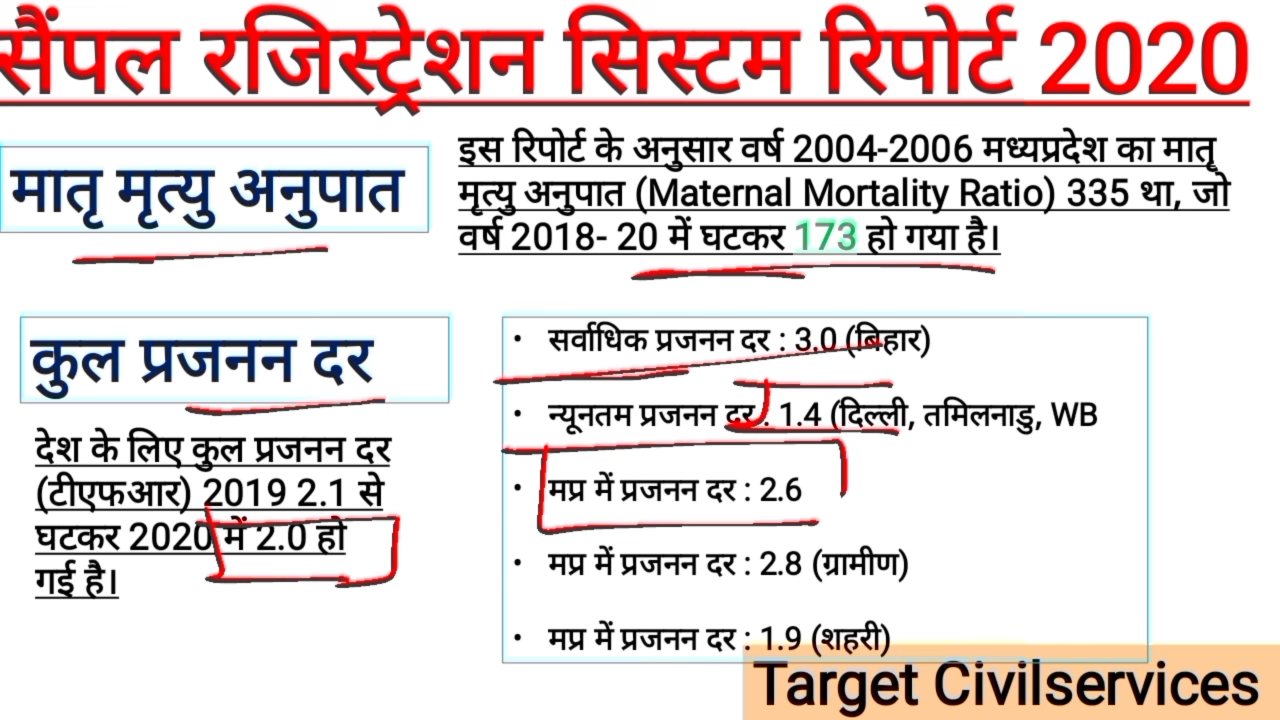 सैंपल रजिस्ट्रेशन सिस्टम रिपोर्ट 2020
मातृ मृत्यु अनुपात
इस रिपोर्ट के अनुसार वर्ष 2004-2006 मध्यप्रदेश का मातृ
मृत्यु अनुपात (Maternal Mortality Ratio) 335 था, जो
वर्ष 2018- 20 में घटकर 173 हो गया है।
कुल प्रजनन दर
देश के लिए कुल प्रजनन दर
(टीएफआर) 2019 2.1 से
घटकर 2020 में 2.0 हो
गई है।
• सर्वाधिक प्रजनन दर : 3.0 (बिहार)
• न्यूनतम प्रजनन दर : 1.4 (दिल्ली, तमिलनाडु, WB
• मप्र में प्रजनन दर : 2.6
• मप्र में प्रजनन दर : 2.8 (ग्रामीण)
• मप्र में प्रजनन दर : 1.9 (शहरी)
Target Civilservices